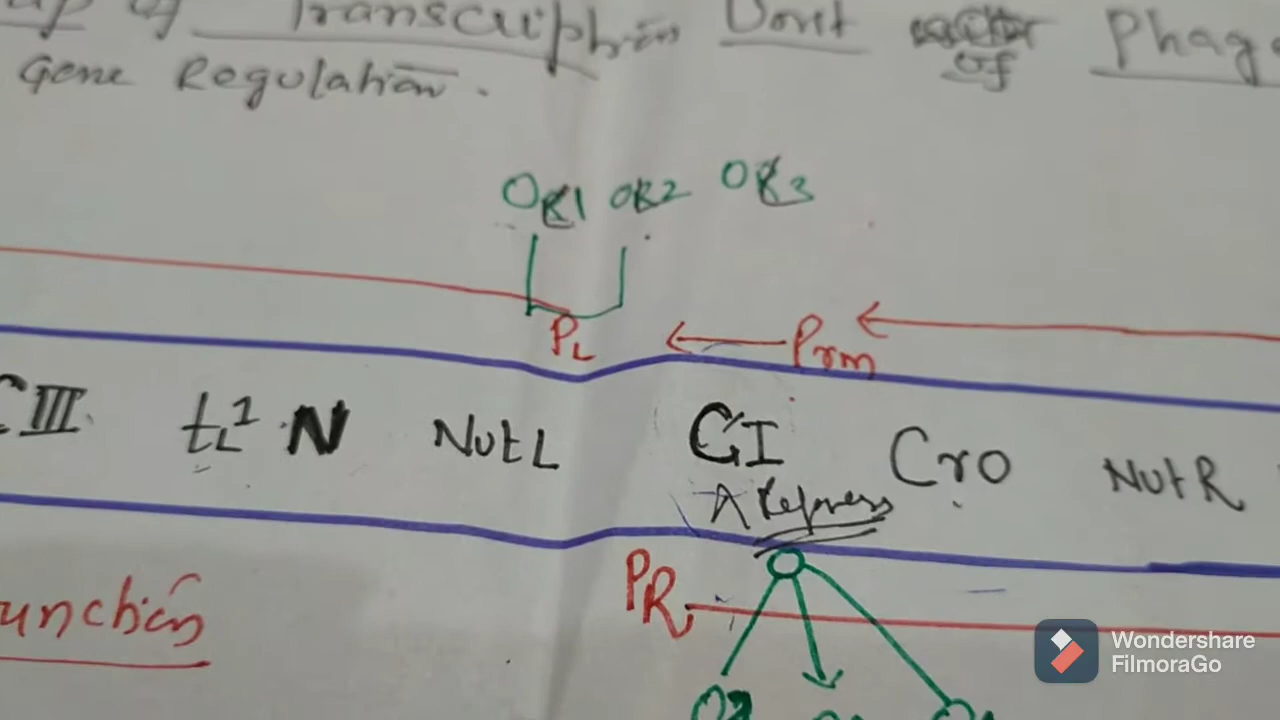 of Transcription Unit of Phag
Gene Regulation.
OR1 OR2 OR3
PL Prm
CIII tL1 N NutL CI Cro NutR
λ Repress
PR
unction
Wondershare
FilmoraGo